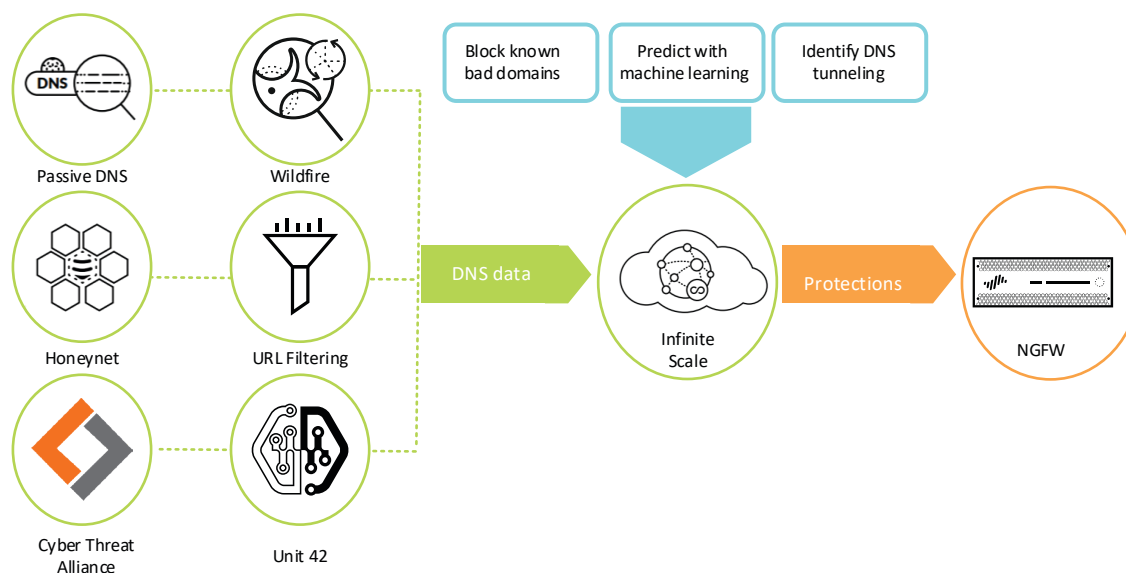 Block known
bad domains
Predict with
machine learning
Identify DNS
tunneling
DNS
Passive DNS
Wildfire
Honeynet
URL Filtering
DNS data
Infinite
Scale
Protections
NGFW
Cyber Threat
Alliance
Unit 42